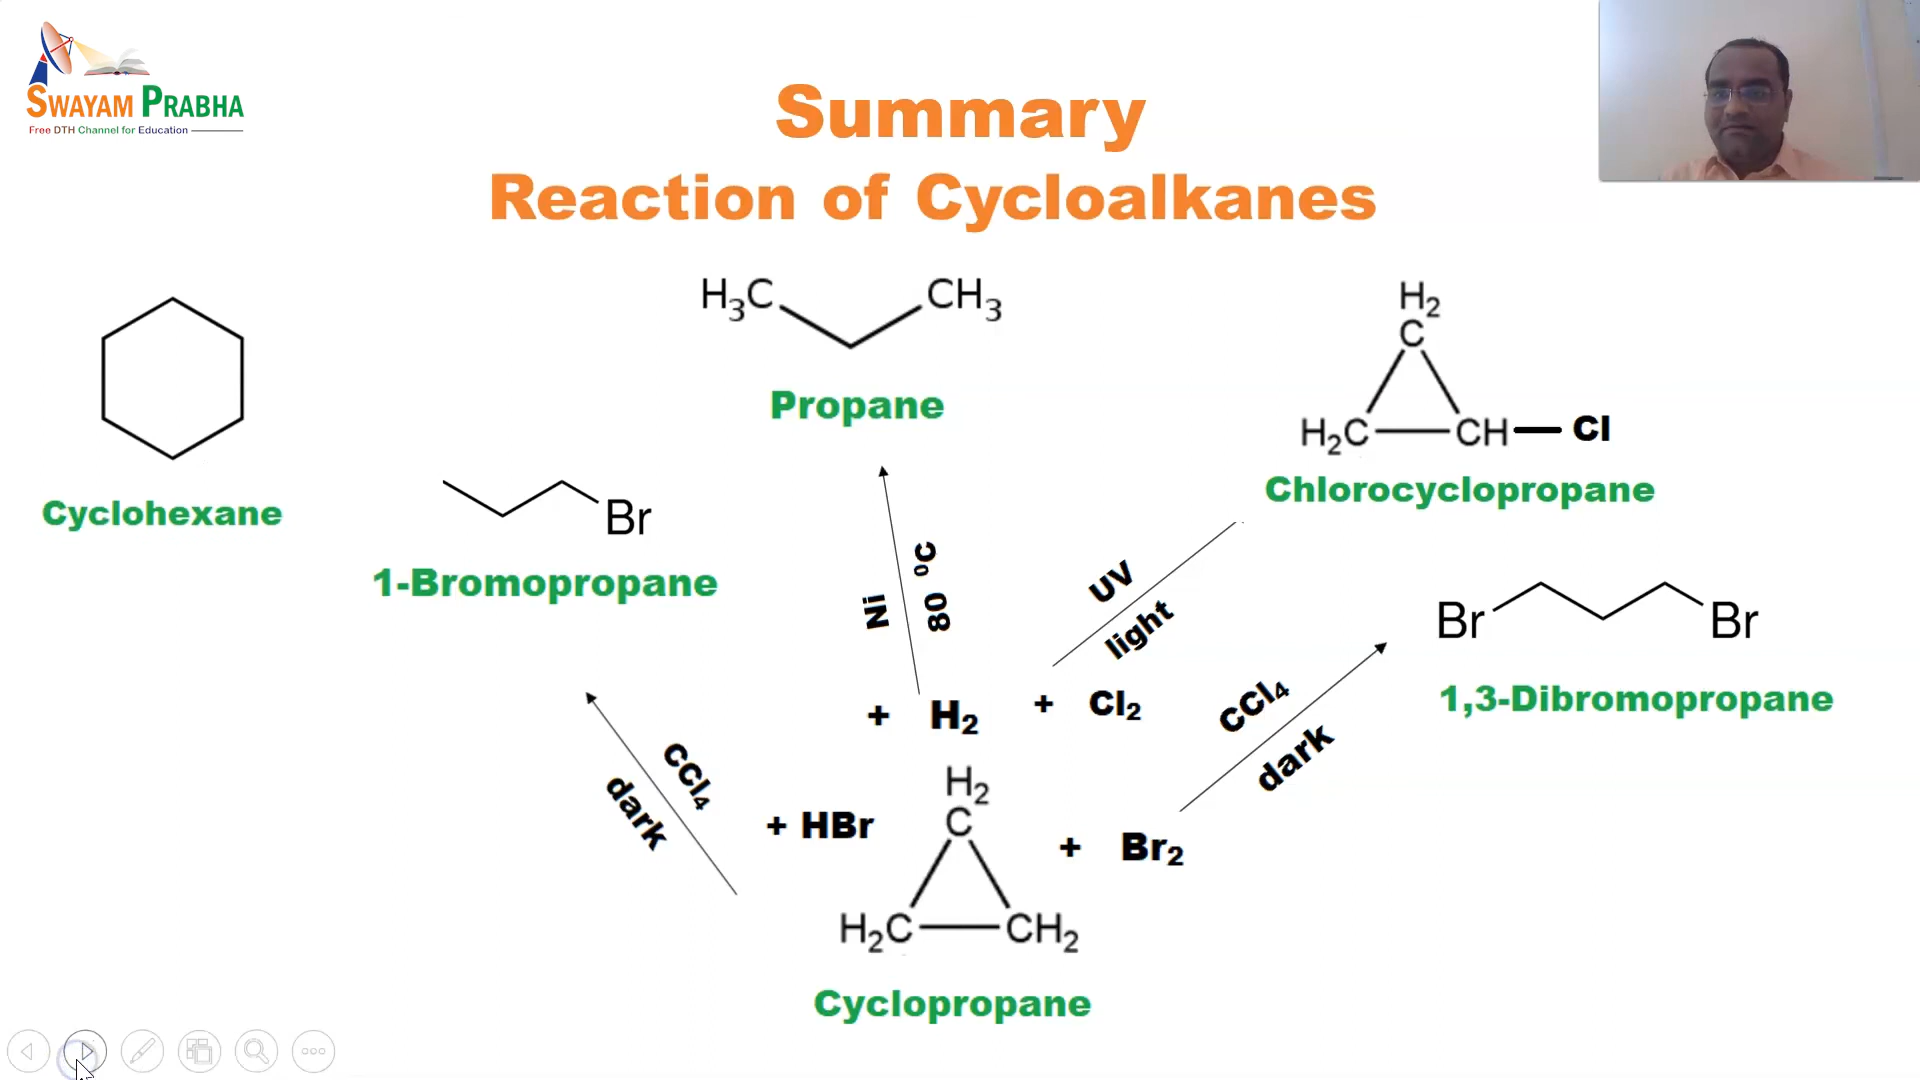 SWAYAM PRABHA
Free DTH Channel for Education
Summary
Reaction of Cycloalkanes
H3C CH3
Propane
H2
C
H2C CH Cl
Chlorocyclopropane
Cyclohexane
Br
1-Bromopropane
Ni 80 ⁰C
UV
light
Br Br
1,3-Dibromopropane
CCl₄
dark
+ H₂
+ Cl₂
CCl₄
dark
+ HBr
H2
C
H2C CH2
+ Br₂
Cyclopropane